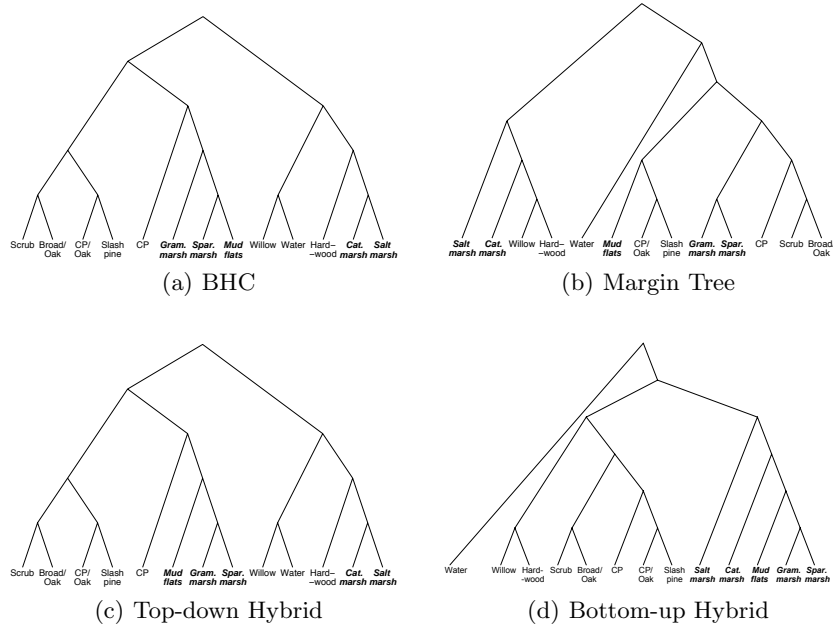 Scrub Broad/ CP/ Slash CP Gram. Spar. Mud Willow Water Hard– Cat. Salt
Oak Oak pine marsh marsh flats –wood marsh marsh
(a) BHC
Salt Cat. Willow Hard– Water Mud CP/ Slash Gram. Spar. CP Scrub Broad/
marsh marsh –wood flats Oak pine marsh marsh Oak
(b) Margin Tree
Scrub Broad/ CP/ Slash CP Mud Gram. Spar. Willow Water Hard– Cat. Salt
Oak Oak pine flats marsh marsh –wood marsh marsh
(c) Top-down Hybrid
Water Willow Hard- Scrub Broad/ CP CP/ Slash Salt Cat. Mud Gram. Spar.
-wood Oak Oak pine marsh marsh flats marsh marsh
(d) Bottom-up Hybrid